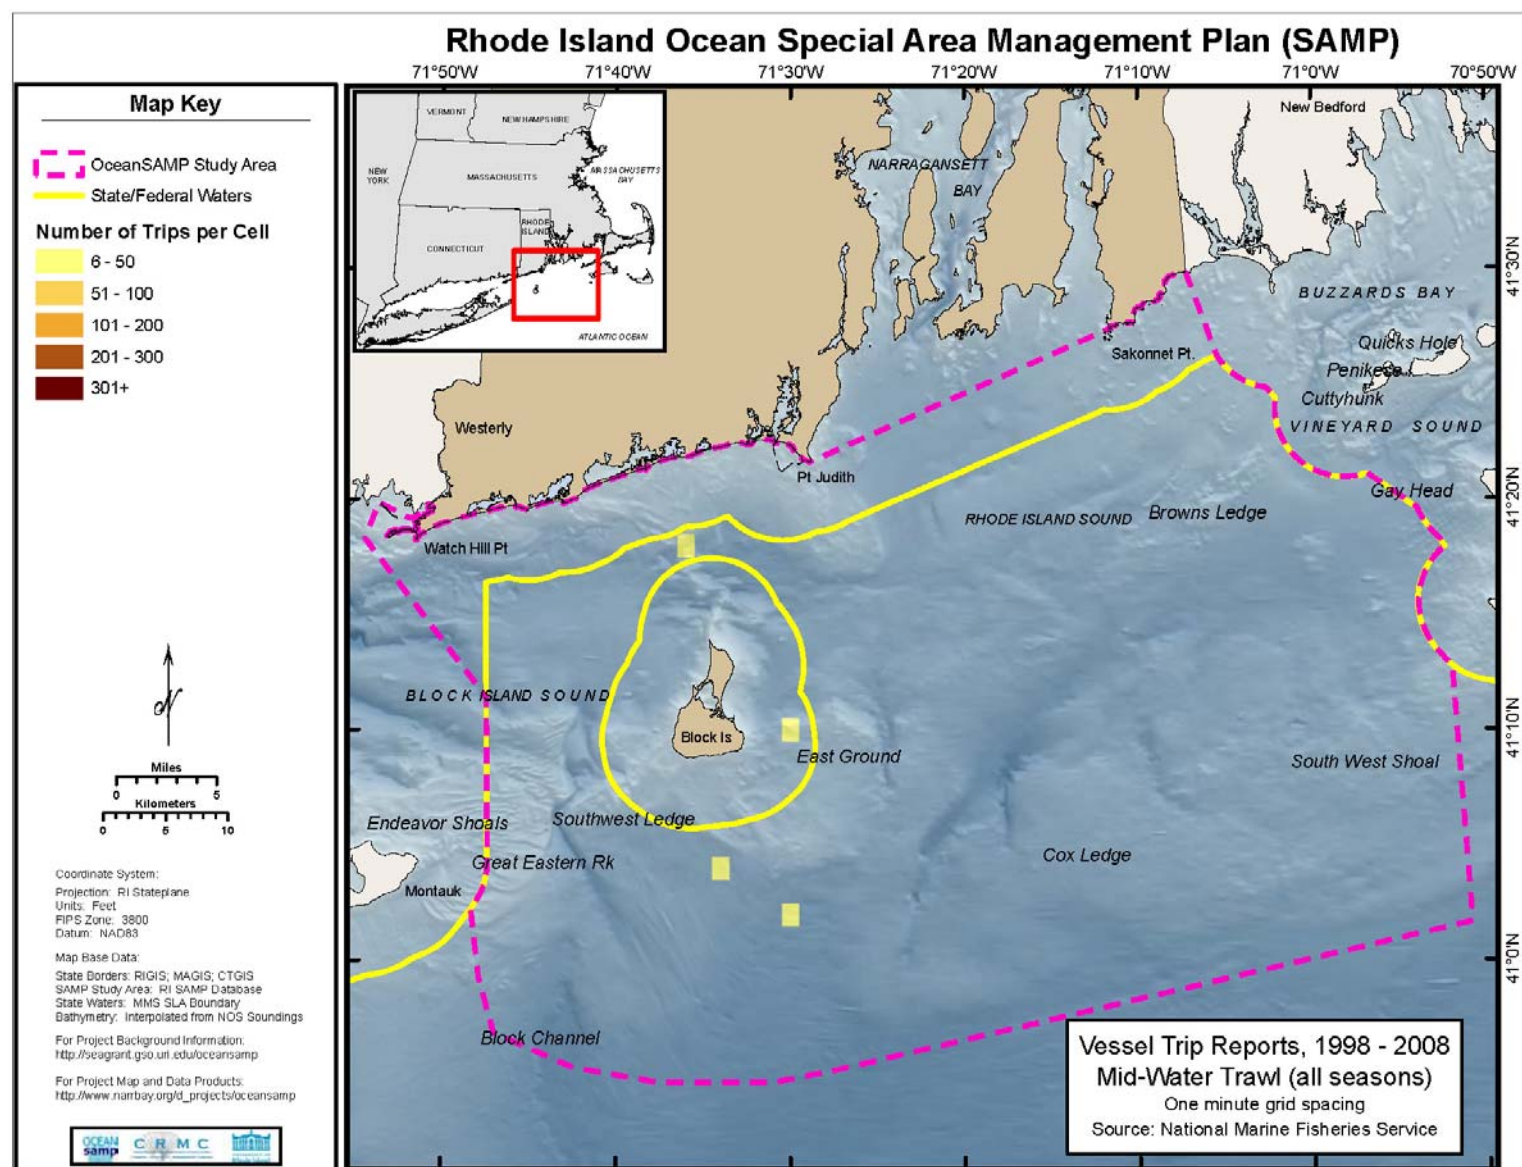 Rhode Island Ocean Special Area Management Plan (SAMP)
71°50'W
71°40'W
71°30'W
71°20'W
71°10'W
71°0'W
70°50'W
Map Key
OceanSAMP Study Area
State/Federal Waters
Number of Trips per Cell
6 - 50
51 - 100
101 - 200
201 - 300
301+
N
Miles
0 5
Kilometers
0 5 10
Coordinate System:
Projection: RI Stateplane
Units: Feet
FIPS Zone: 3800
Datum: NAD83
Map Base Data:
State Borders: RIGIS; MAGIS; CTGIS
SAMP Study Area: RI SAMP Database
State Waters: MMS SLA Boundary
Bathymetry: Interpolated from NOS Soundings
For Project Background Information:
http://seagrant.gso.uri.edu/oceansamp
For Project Map and Data Products:
http://www.narrbay.org/d_projects/oceansamp
OCEAN
samp
CRMC
VERMONT
NEW HAMPSHIRE
NEW
YORK
MASSACHUSETTS
MASSACHUSETTS
BAY
RHODE
ISLAND
CONNECTICUT
ATLANTIC OCEAN
New Bedford
NARRAGANSETT
BAY
41°30'N
BUZZARDS BAY
Quicks Hole
Sakonnet Pt.
Penikese
Cuttyhunk
VINEYARD SOUND
Westerly
Pt Judith
Gay Head
41°20'N
Browns Ledge
RHODE ISLAND SOUND
Watch Hill Pt
BLOCK ISLAND SOUND
Block Is
East Ground
41°10'N
South West Shoal
Southwest Ledge
Endeavor Shoals
Great Eastern Rk
Cox Ledge
Montauk
41°0'N
Block Channel
Vessel Trip Reports, 1998 - 2008
Mid-Water Trawl (all seasons)
One minute grid spacing
Source: National Marine Fisheries Service